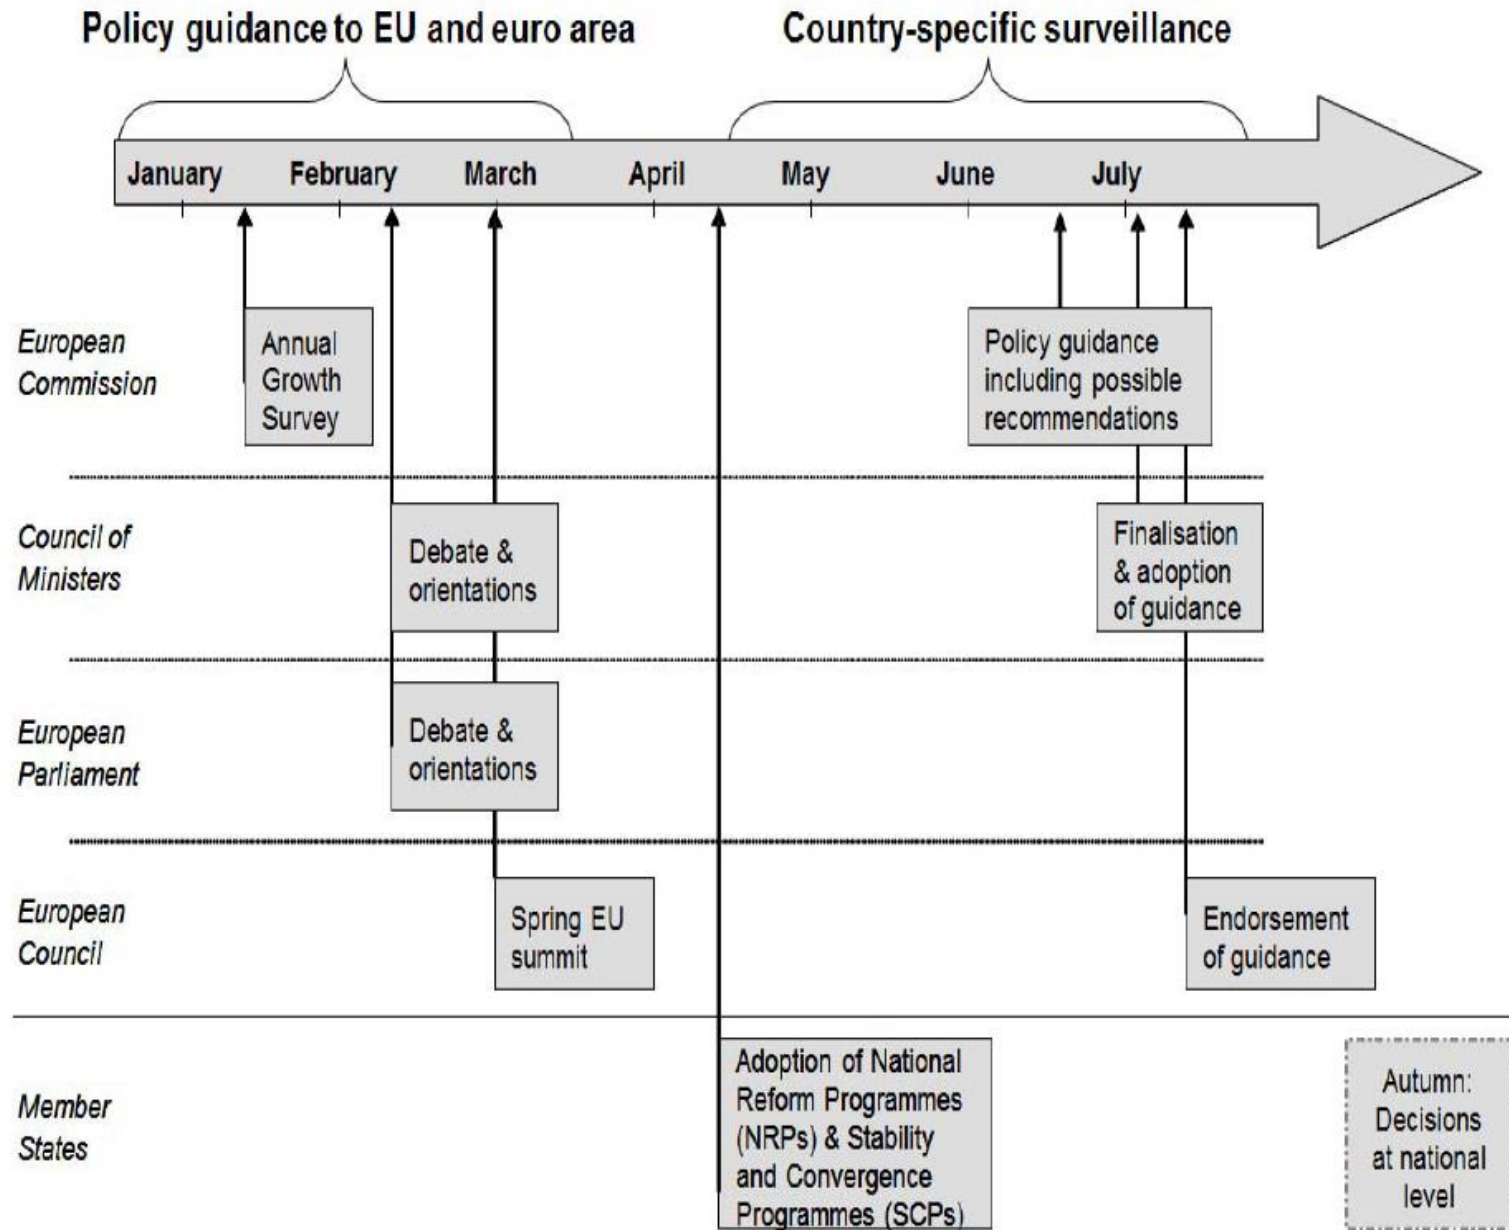 Policy guidance to EU and euro area
Country-specific surveillance
January February March April May June July
European
Commission
Annual
Growth
Survey
Policy guidance
including possible
recommendations
Council of
Ministers
Debate &
orientations
Finalisation
& adoption
of guidance
European
Parliament
Debate &
orientations
European
Council
Spring EU
summit
Endorsement
of guidance
Member
States
Adoption of National
Reform Programmes
(NRPs) & Stability
and Convergence
Programmes (SCPs)
Autumn:
Decisions
at national
level